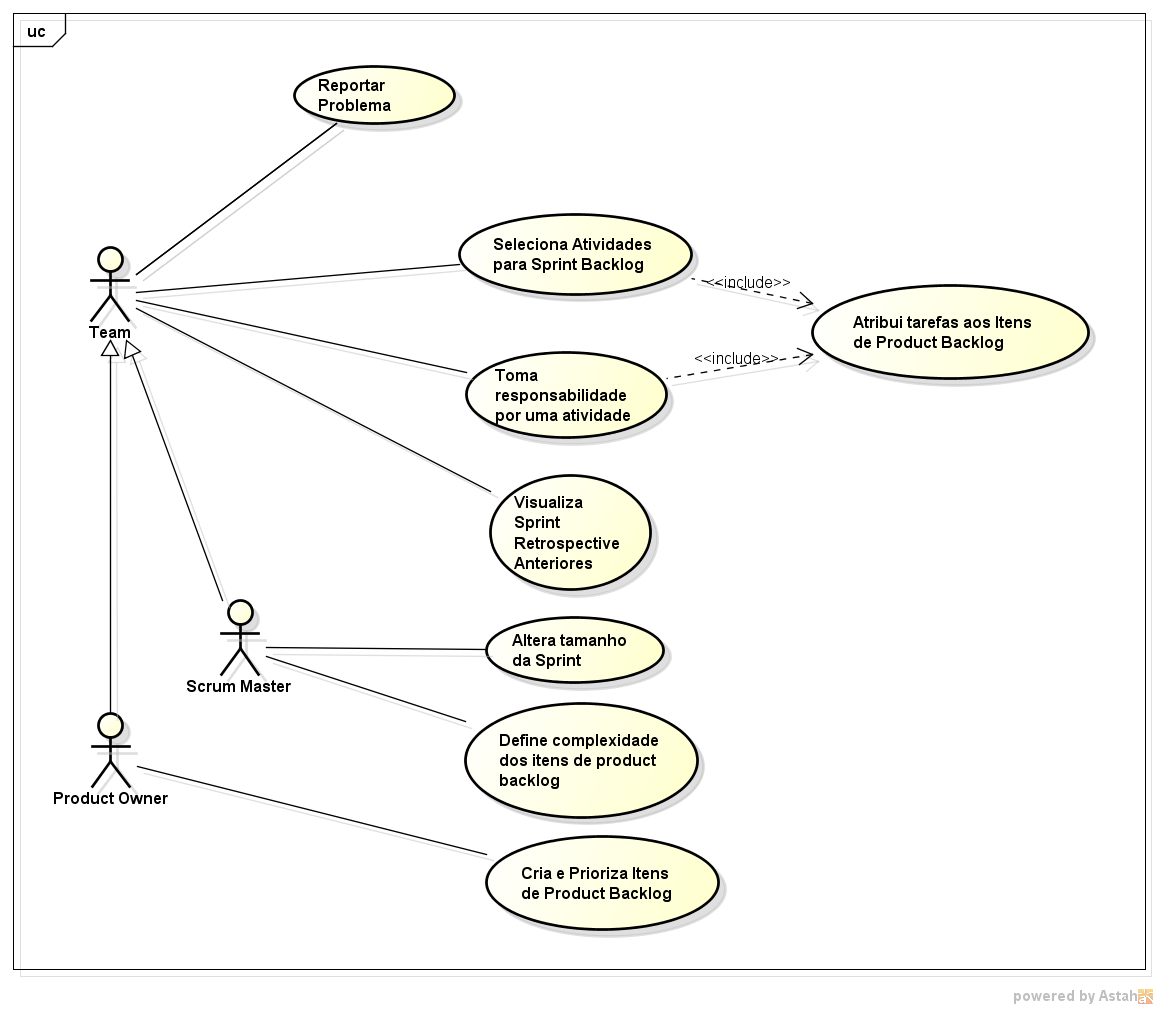 uc
Reportar
Problema
Seleciona Atividades
para Sprint Backlog
<<include>>
Atribui tarefas aos Itens
de Product Backlog
Team
<<include>>
Toma
responsabilidade
por uma atividade
Visualiza
Sprint
Retrospective
Anteriores
Altera tamanho
da Sprint
Scrum Master
Define complexidade
dos itens de product
backlog
Product Owner
Cria e Prioriza Itens
de Product Backlog
powered by Astah